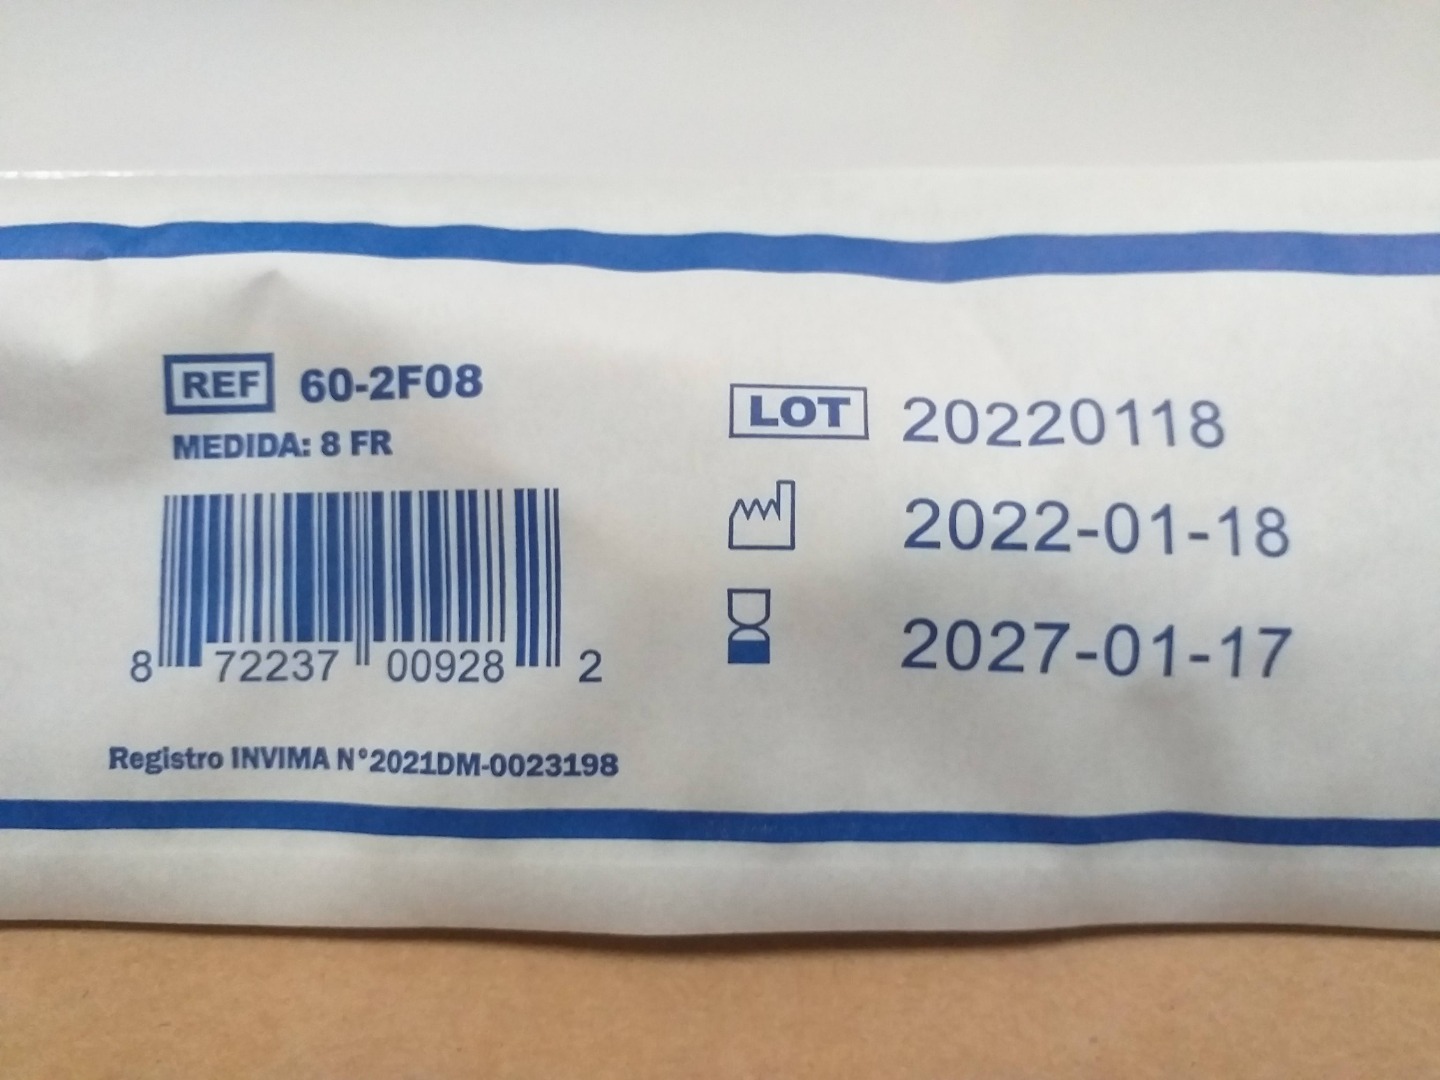 REF 60-2F08
MEDIDA: 8 FR
8 72237 00928 2
Registro INVIMA N°2021DM-0023198
LOT 20220118
2022-01-18
2027-01-17